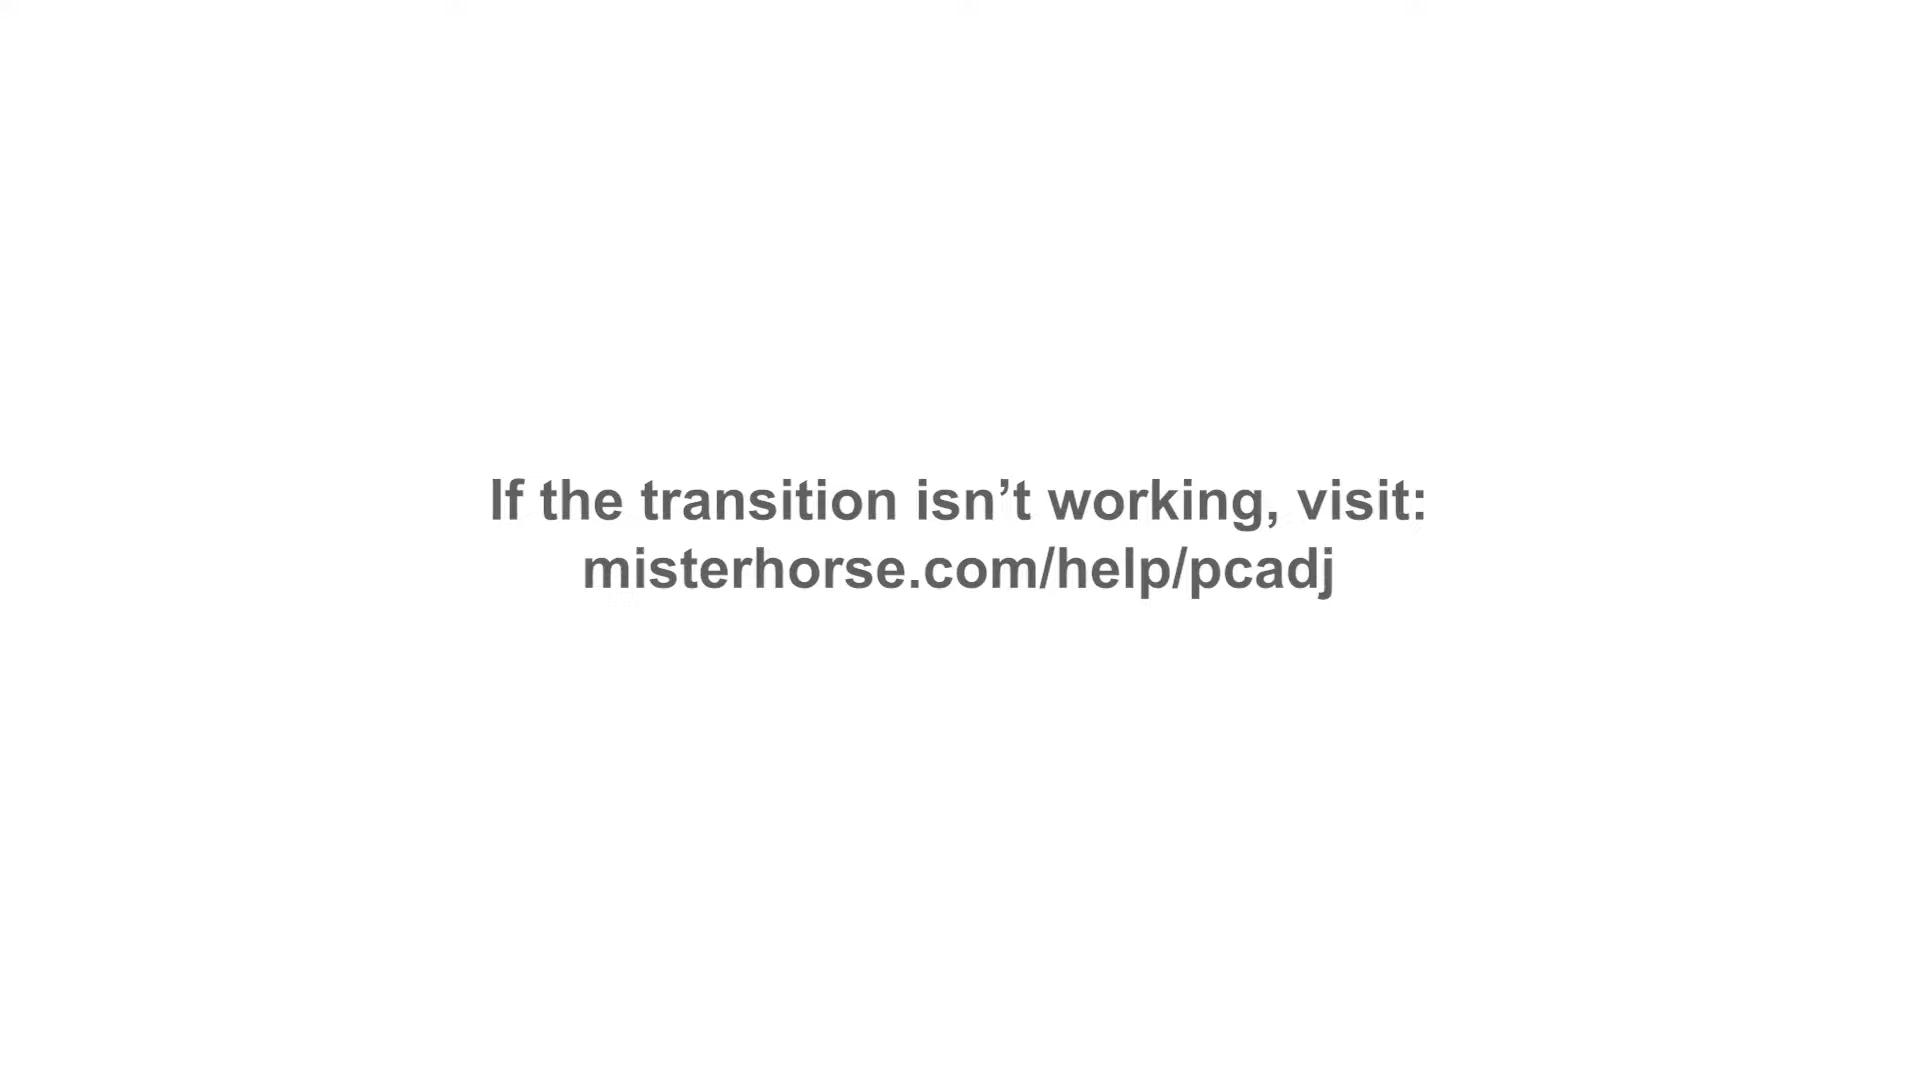 If the transition isn’t working, visit:
misterhorse.com/help/pcadj